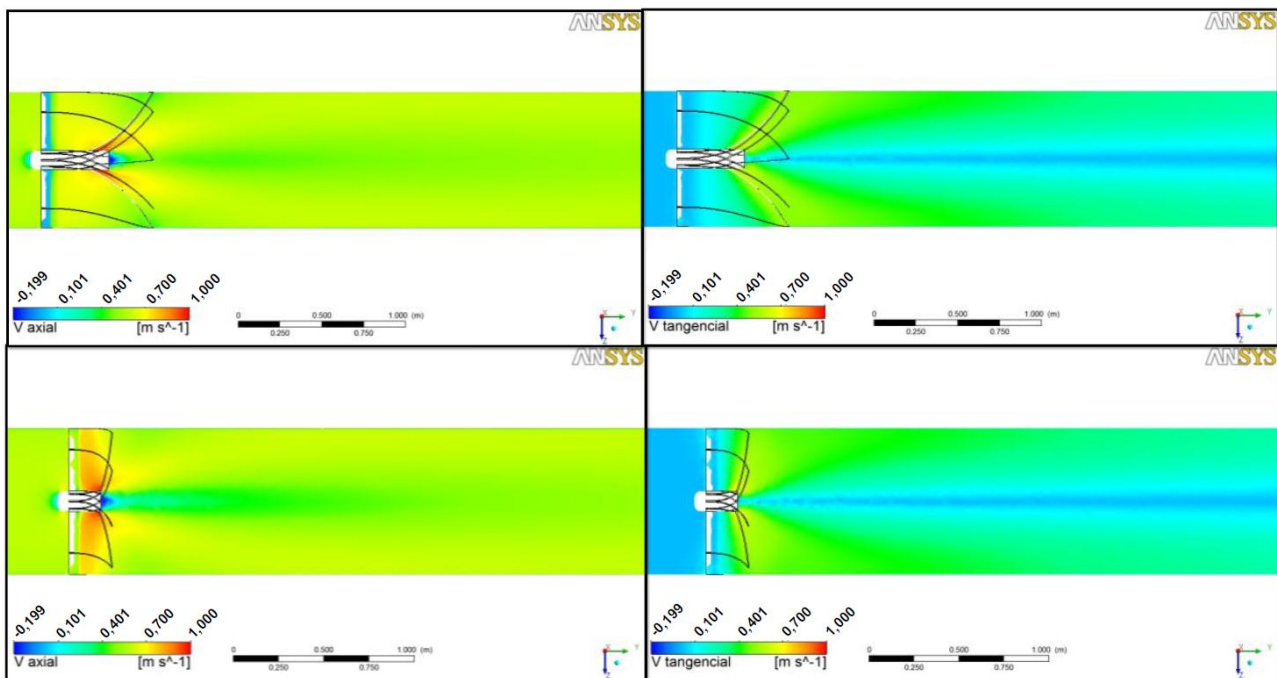 ANSYS
-0,199 0,101 0,401 0,700 1,000
V axial [m s^-1]
0 0.500 1.000 (m)
0.250 0.750
X Y Z
ANSYS
-0,199 0,101 0,401 0,700 1,000
V tangencial [m s^-1]
0 0.500 1.000 (m)
0.250 0.750
X Y Z
ANSYS
-0,199 0,101 0,401 0,700 1,000
V axial [m s^-1]
0 0.500 1.000 (m)
0.250 0.750
X Y Z
ANSYS
-0,199 0,101 0,401 0,700 1,000
V tangencial [m s^-1]
0 0.500 1.000 (m)
0.250 0.750
X Y Z